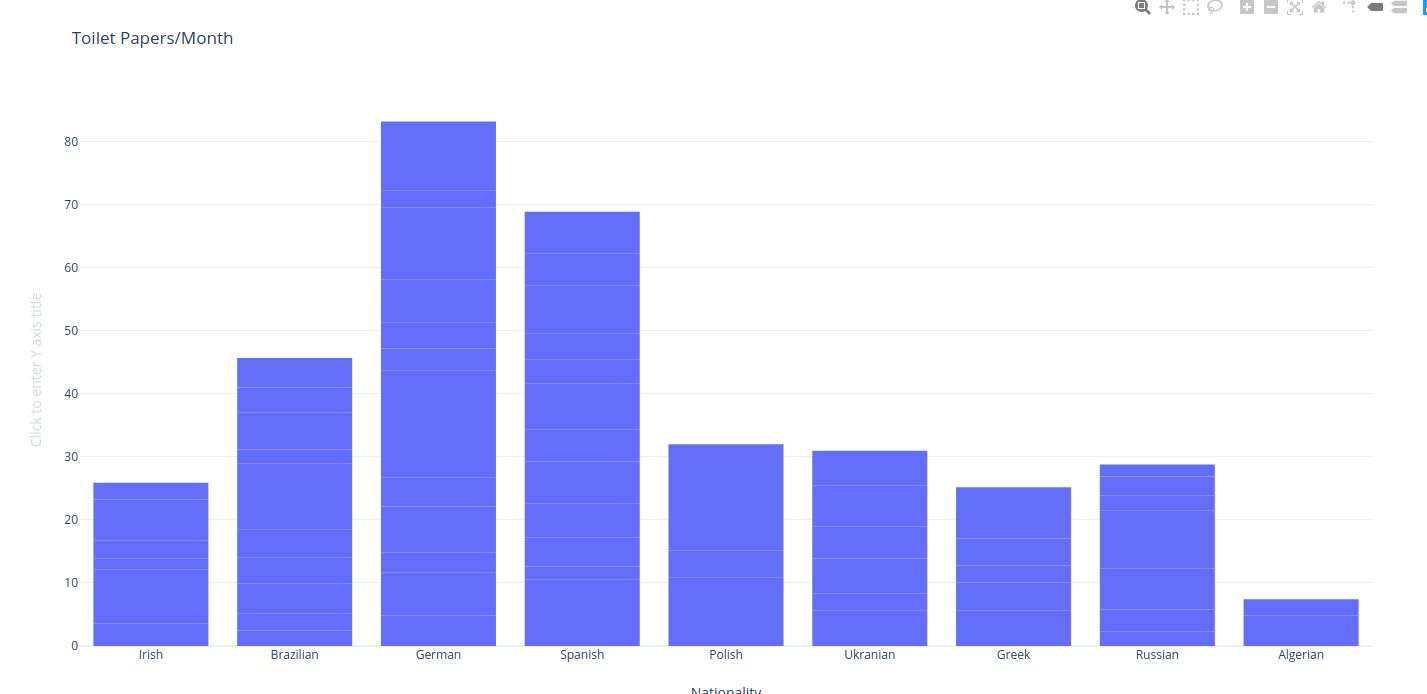 Toilet Papers/Month
80
70
60
50
40
30
20
10
0
Click to enter Y axis title
Irish Brazilian German Spanish Polish Ukranian Greek Russian Algerian
Nationality